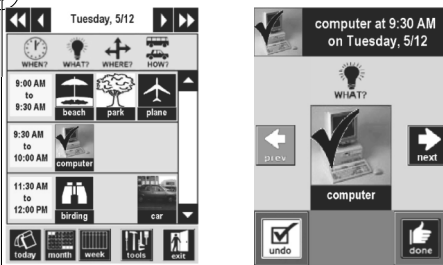 Tuesday, 5/12
WHEN? WHAT? WHERE? HOW?
9:00 AM
to
9:30 AM
beach park plane
9:30 AM
to
10:00 AM
computer
11:30 AM
to
12:00 PM
birding car
today month week tools exit
computer at 9:30 AM
on Tuesday, 5/12
WHAT?
prev next
computer
undo done